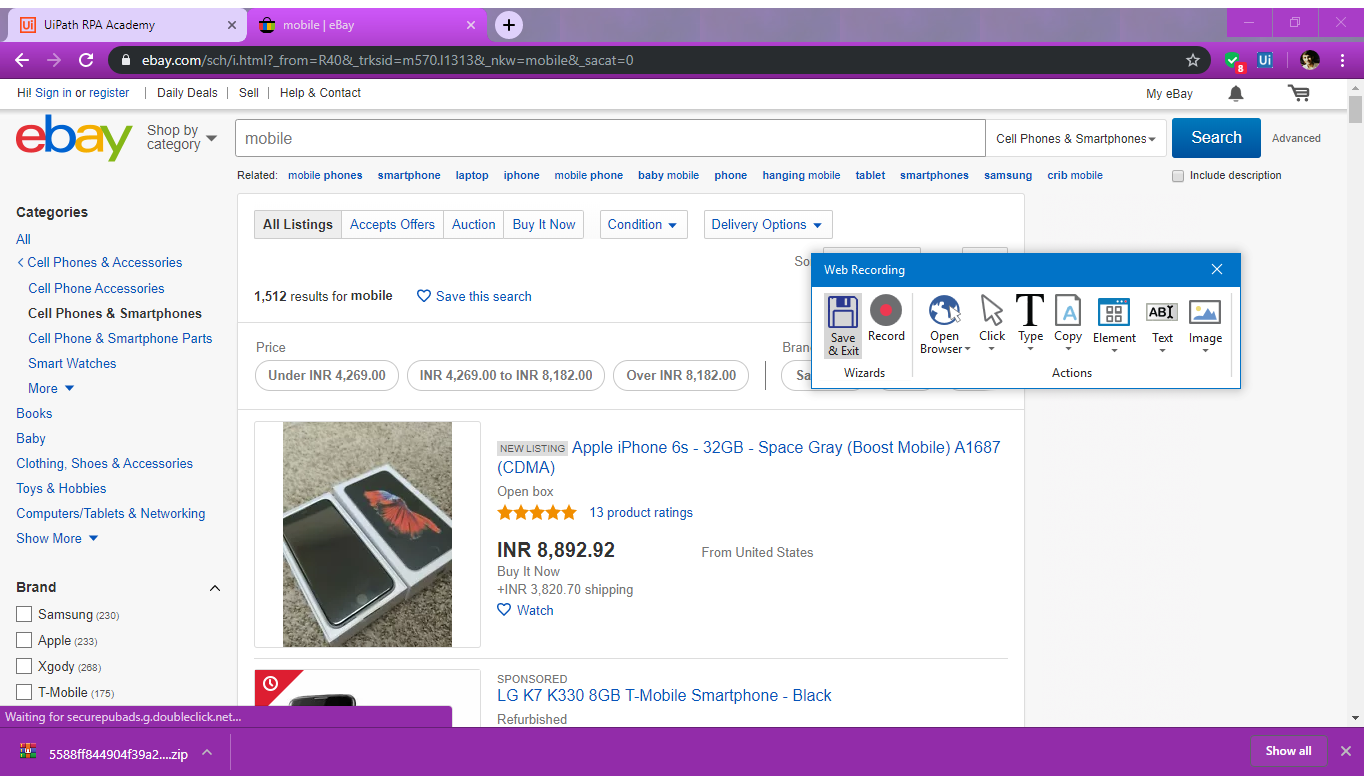 UiPath RPA Academy
mobile | eBay
ebay.com/sch/i.html?_from=R40&_trksid=m570.l1313&_nkw=mobile&_sacat=0
8
Ui
Hi! Sign in or register | Daily Deals | Sell | Help & Contact
My eBay
ebay
Shop by category
mobile
Cell Phones & Smartphones
Search
Advanced
Related: mobile phones smartphone laptop iphone mobile phone baby mobile phone hanging mobile tablet smartphones samsung crib mobile
Include description
Categories
All
Cell Phones & Accessories
Cell Phone Accessories
Cell Phones & Smartphones
Cell Phone & Smartphone Parts
Smart Watches
More
Books
Baby
Clothing, Shoes & Accessories
Toys & Hobbies
Computers/Tablets & Networking
Show More
Brand
Samsung (230)
Apple (233)
Xgody (268)
T-Mobile (175)
All Listings Accepts Offers Auction Buy It Now Condition Delivery Options
1,512 results for mobile
Save this search
Price
Under INR 4,269.00
INR 4,269.00 to INR 8,182.00
Over INR 8,182.00
Web Recording
Save & Exit
Record
Wizards
Open Browser
Click
Type
Copy
Element
Text
Image
Actions
NEW LISTING Apple iPhone 6s - 32GB - Space Gray (Boost Mobile) A1687
(CDMA)
Open box
13 product ratings
INR 8,892.92
From United States
Buy It Now
+INR 3,820.70 shipping
Watch
SPONSORED
LG K7 K330 8GB T-Mobile Smartphone - Black
Refurbished
Waiting for securepubads.g.doubleclick.net...
5588ff844904f39a2....zip
Show all